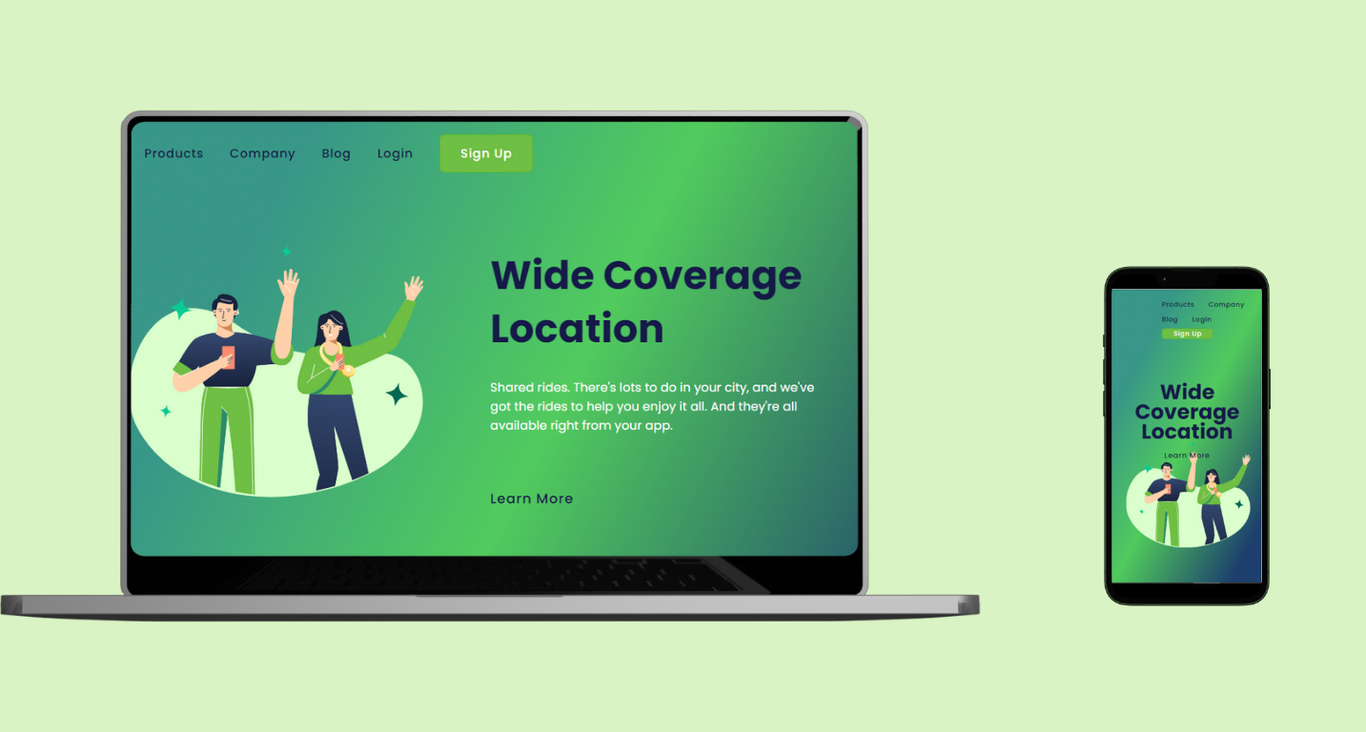 Products Company Blog Login Sign Up
Wide Coverage
Location
Shared rides. There's lots to do in your city, and we've
got the rides to help you enjoy it all. And they're all
available right from your app.
Learn More
Products Company
Blog Login
Sign Up
Wide
Coverage
Location
Learn More